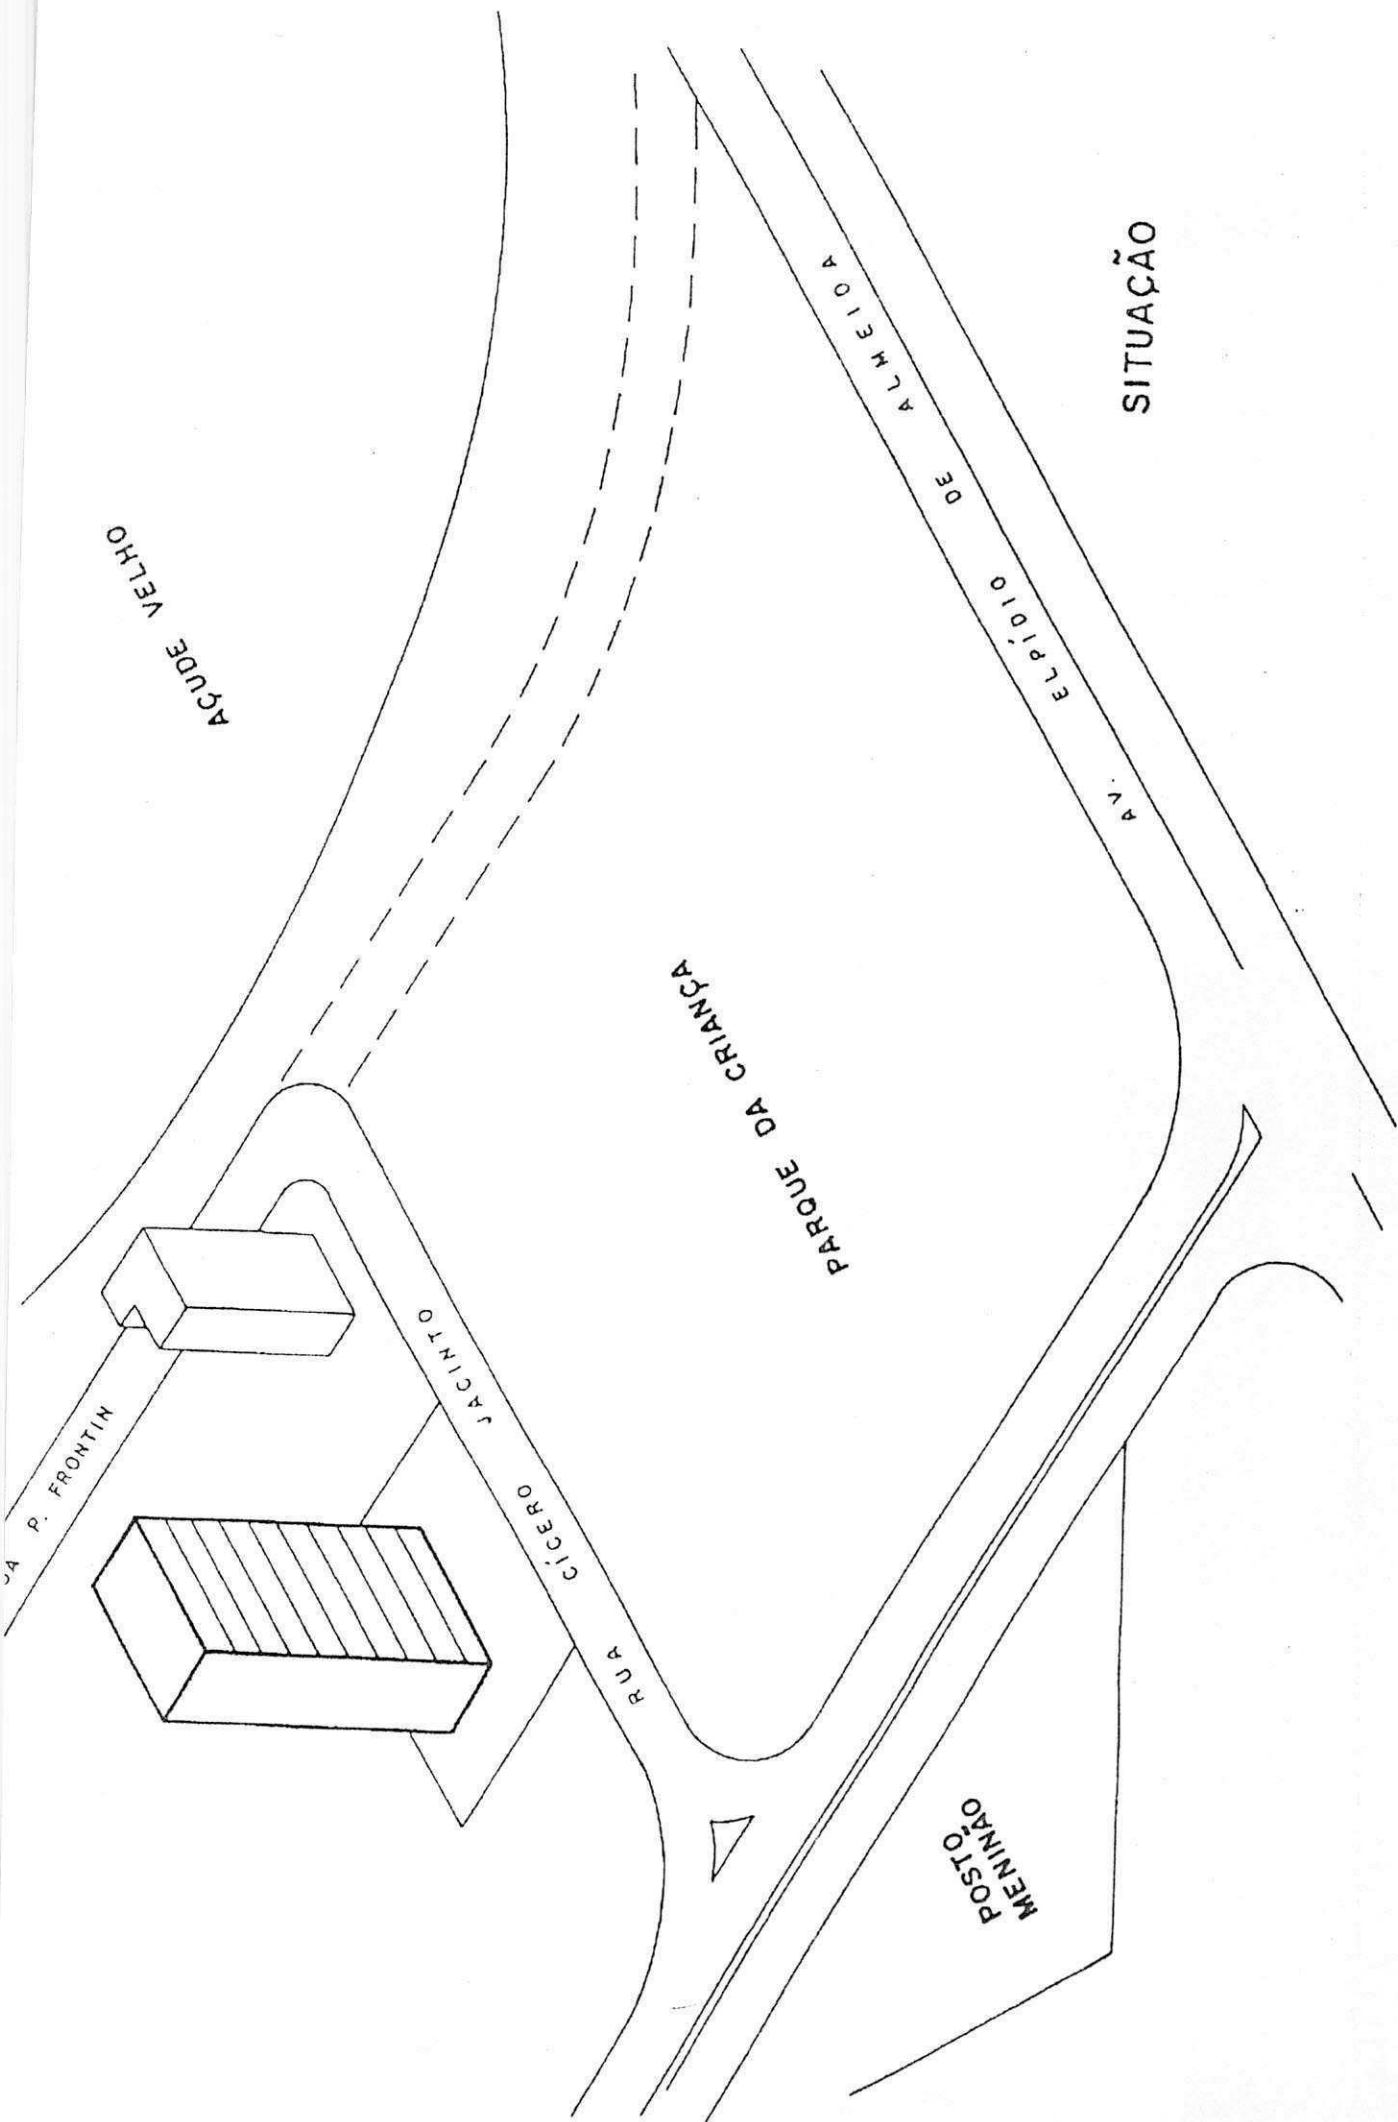 AÇUDE VELHO
P. FRONTIN
RUA CÍCERO JACINTO
PARQUE DA CRIANÇA
AV. ELPÍDIO DE ALMEIDA
POSTO
MENINÃO
SITUAÇÃO